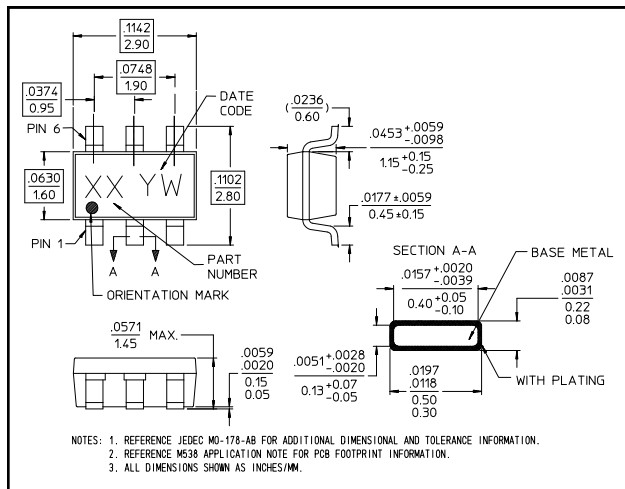 .1142
2.90
.0748
1.90
.0374
0.95
DATE
CODE
PIN 6
XX YW
.0630
1.60
.1102
2.80
PIN 1
A A
PART
NUMBER
ORIENTATION MARK
(.0236
0.60)
.0453 +.0059
-.0098
1.15 +0.15
-0.25
.0177 ±.0059
0.45 ±0.15
SECTION A-A
BASE METAL
.0157 +.0020
-.0039
0.40 +0.05
-0.10
.0087
.0031
0.22
0.08
.0571
1.45 MAX.
.0059
.0020
0.15
0.05
.0051 +.0028
-.0020
0.13 +0.07
-0.05
.0197
.0118
0.50
0.30
WITH PLATING
NOTES: 1. REFERENCE JEDEC MO-178-AB FOR ADDITIONAL DIMENSIONAL AND TOLERANCE INFORMATION.
2. REFERENCE M538 APPLICATION NOTE FOR PCB FOOTPRINT INFORMATION.
3. ALL DIMENSIONS SHOWN AS INCHES/MM.